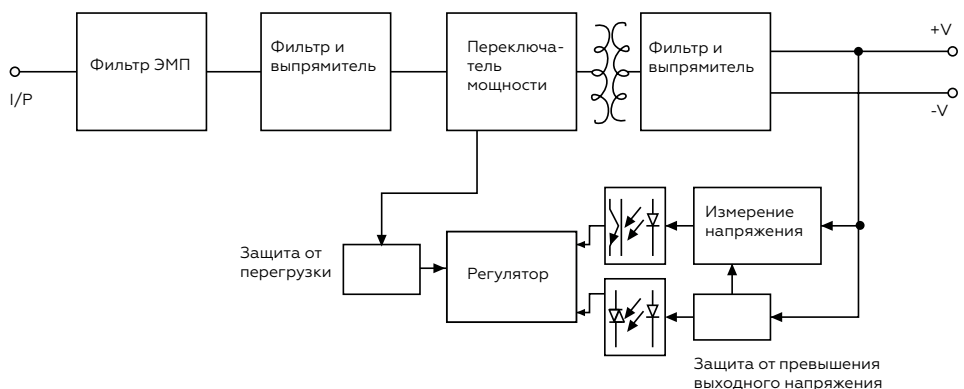 I/P
Фильтр ЭМП
Фильтр и
выпрямитель
Переключа-
тель
мощности
Фильтр и
выпрямитель
+V
-V
Защита от
перегрузки
Регулятор
Измерение
напряжения
Защита от превышения
выходного напряжения